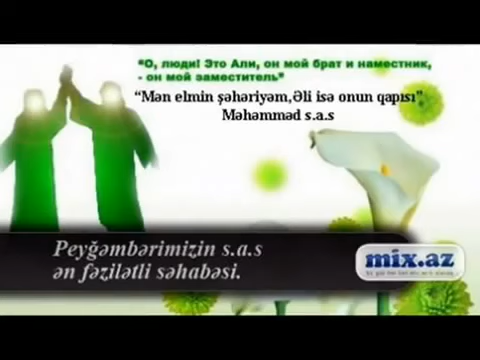 “О, люди! Это Али, он мой брат и наместник,
- он мой заместитель”
“Mən elmin şəhəriyəm,Əli isə onun qapısı”
Məhəmməd s.a.s
Peyğəmbərimizin s.a.s
ən fəzilətli səhabəsi.
mix.az